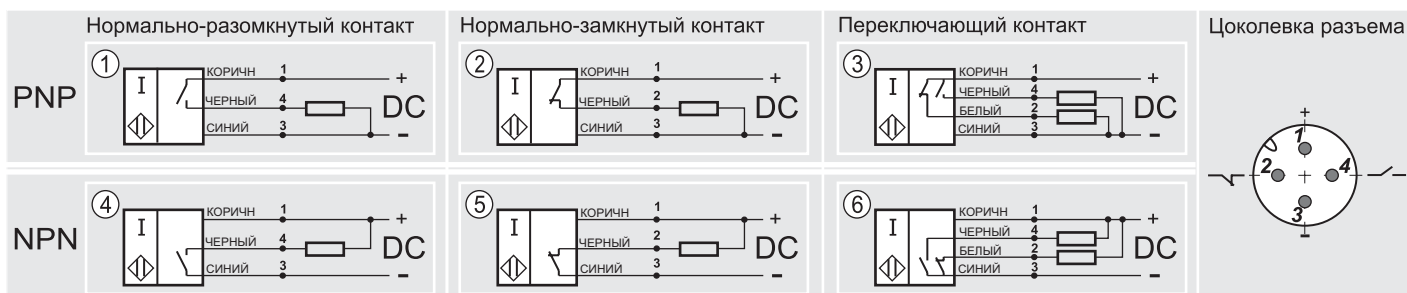 Нормально-разомкнутый контакт
Нормально-замкнутый контакт
Переключающий контакт
Цоколевка разъема
PNP
1
I
КОРИЧН 1 +
ЧЕРНЫЙ 4
DC
СИНИЙ 3 -
2
I
КОРИЧН 1 +
ЧЕРНЫЙ 2
DC
СИНИЙ 3 -
3
I
КОРИЧН 1 +
ЧЕРНЫЙ 4
БЕЛЫЙ 2
DC
СИНИЙ 3 -
NPN
4
I
КОРИЧН 1 +
ЧЕРНЫЙ 4
DC
СИНИЙ 3 -
5
I
КОРИЧН 1 +
ЧЕРНЫЙ 2
DC
СИНИЙ 3 -
6
I
КОРИЧН 1 +
ЧЕРНЫЙ 4
БЕЛЫЙ 2
DC
СИНИЙ 3 -
+
1
2 4
3
-